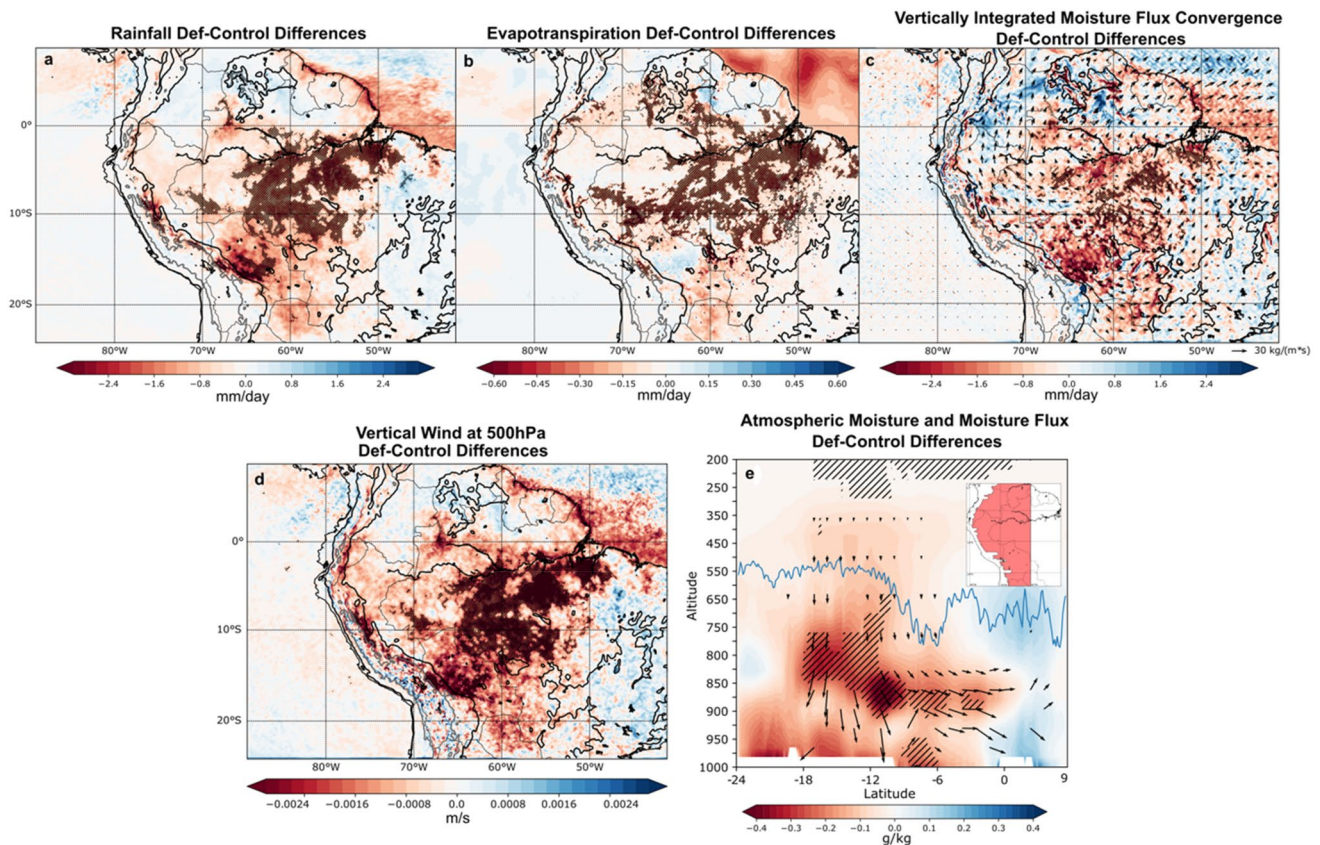 Rainfall Def-Control Differences
Evapotranspiration Def-Control Differences
Vertically Integrated Moisture Flux Convergence
Def-Control Differences
a
b
c
0°
10°S
20°S
80°W 70°W 60°W 50°W
80°W 70°W 60°W 50°W
80°W 70°W 60°W 50°W
30 kg/(m*s)
−2.4 −1.6 −0.8 0.0 0.8 1.6 2.4
mm/day
−0.60 −0.45 −0.30 −0.15 0.00 0.15 0.30 0.45 0.60
mm/day
−2.4 −1.6 −0.8 0.0 0.8 1.6 2.4
mm/day
Vertical Wind at 500hPa
Def-Control Differences
d
0°
10°S
20°S
80°W 70°W 60°W 50°W
−0.0024 −0.0016 −0.0008 0.0 0.0008 0.0016 0.0024
m/s
Atmospheric Moisture and Moisture Flux
Def-Control Differences
e
Altitude
200
250
350
450
550
650
750
800
850
900
950
1000
-24 -18 -12 -6 0 9
Latitude
−0.4 −0.3 −0.2 −0.1 0.0 0.1 0.2 0.3 0.4
g/kg